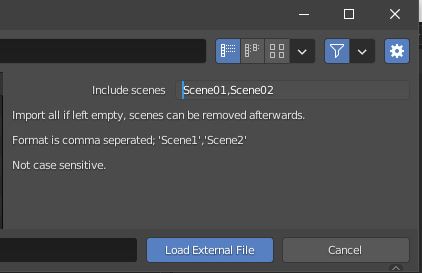 Include scenes Scene01,Scene02
Import all if left empty, scenes can be removed afterwards.
Format is comma seperated; 'Scene1','Scene2'
Not case sensitive.
Load External File Cancel